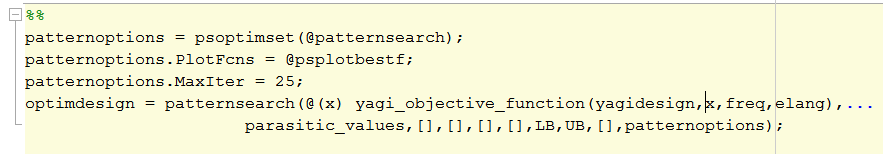 %%
patternoptions = psoptimset(@patternsearch);
patternoptions.PlotFcns = @psplotbestf;
patternoptions.MaxIter = 25;
optimdesign = patternsearch(@(x) yagi_objective_function(yagidesign,x,freq,elang),...
parasitic_values,[],[],[],[],LB,UB,[],patternoptions);